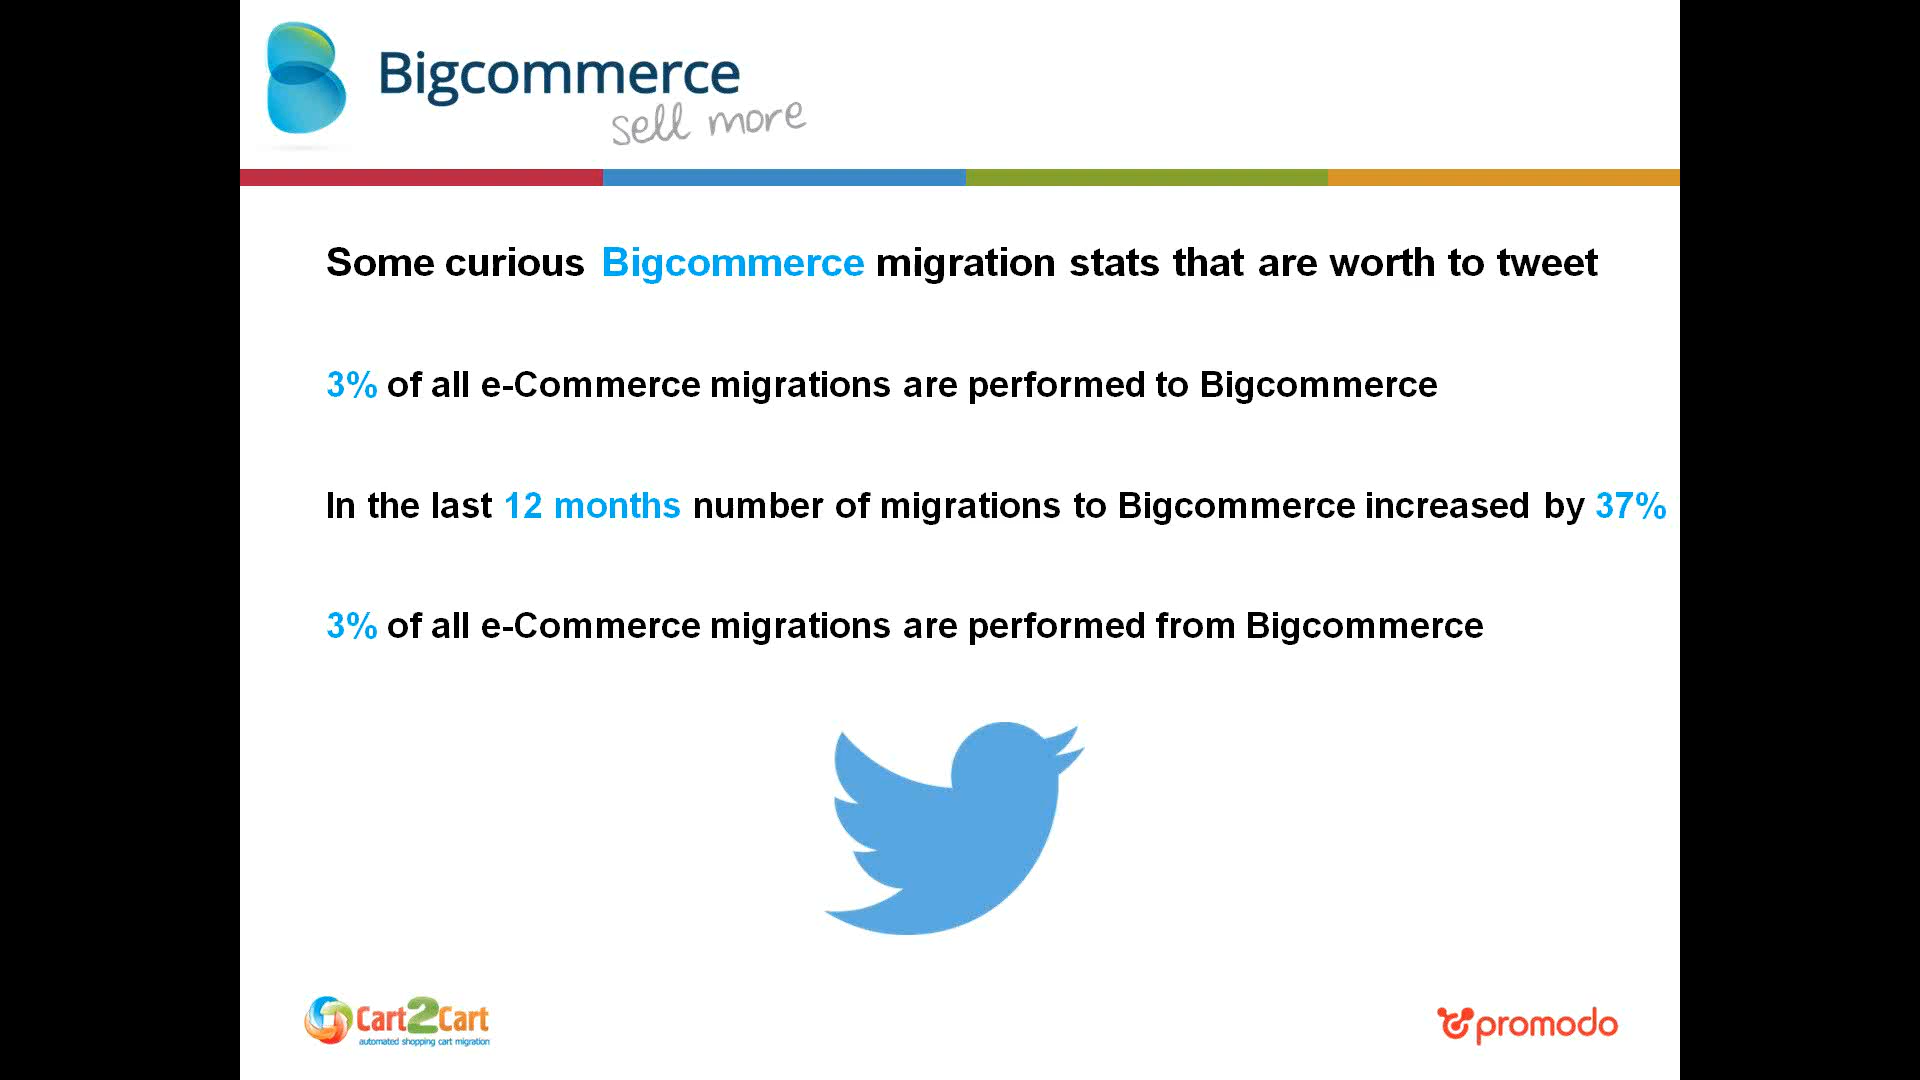 Bigcommerce
sell more
Some curious Bigcommerce migration stats that are worth to tweet
3% of all e-Commerce migrations are performed to Bigcommerce
In the last 12 months number of migrations to Bigcommerce increased by 37%
3% of all e-Commerce migrations are performed from Bigcommerce
Cart2Cart
automated shopping cart migration
promodo